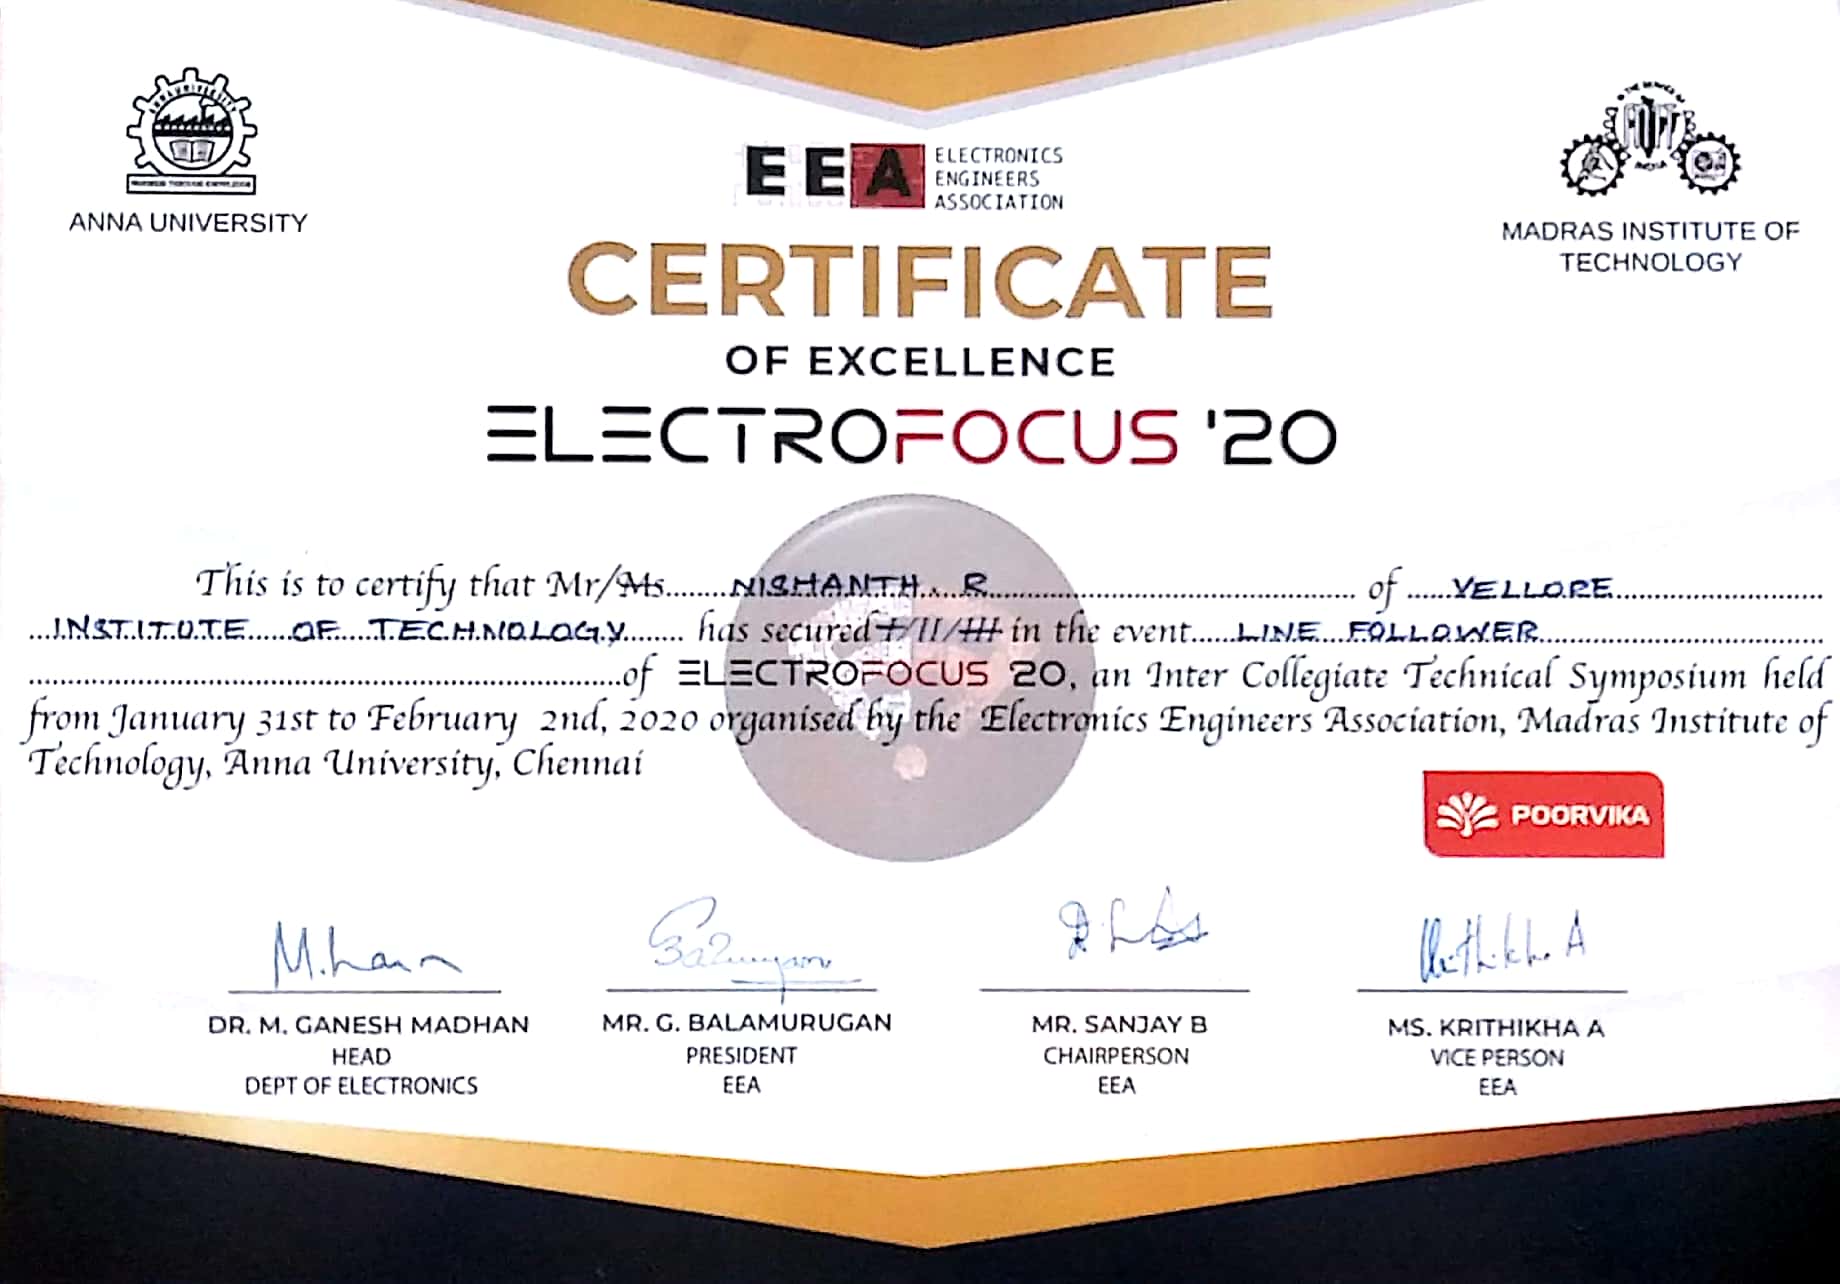 ANNA UNIVERSITY
EEA ELECTRONICS
ENGINEERS
ASSOCIATION
MADRAS INSTITUTE OF
TECHNOLOGY
CERTIFICATE
OF EXCELLENCE
ELECTROFOCUS '20
This is to certify that Mr/Ms........NISHANTH...R.......... of ......VELLORE..........
...INSTITUTE......OF.....TECHNOLOGY........ has secured I/II/III in the event......LINE...FOLLOWER..........
..........of ELECTROFOCUS '20, an Inter Collegiate Technical Symposium held
from January 31st to February 2nd, 2020 organised by the Electronics Engineers Association, Madras Institute of
Technology, Anna University, Chennai
POORVIKA
Krithikha A
DR. M. GANESH MADHAN
HEAD
DEPT OF ELECTRONICS
MR. G. BALAMURUGAN
PRESIDENT
EEA
MR. SANJAY B
CHAIRPERSON
EEA
MS. KRITHIKHA A
VICE PERSON
EEA